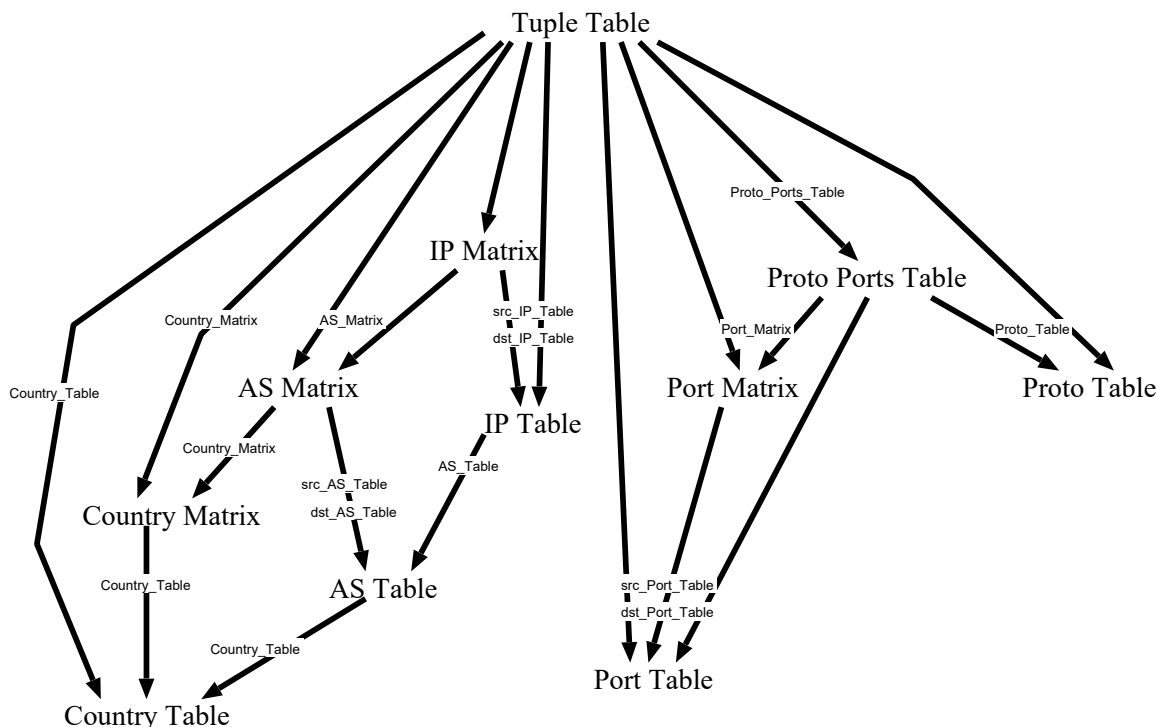 Tuple Table
Proto_Ports_Table
IP Matrix
Proto Ports Table
src_IP_Table
Country_Matrix
AS_Matrix
Port_Matrix
Proto_Table
dst_IP_Table
AS Matrix
Port Matrix
Proto Table
Country_Table
IP Table
Country_Matrix
AS_Table
src_AS_Table
dst_AS_Table
Country Matrix
Country_Table
src_Port_Table
AS Table
dst_Port_Table
Country_Table
Port Table
Country Table